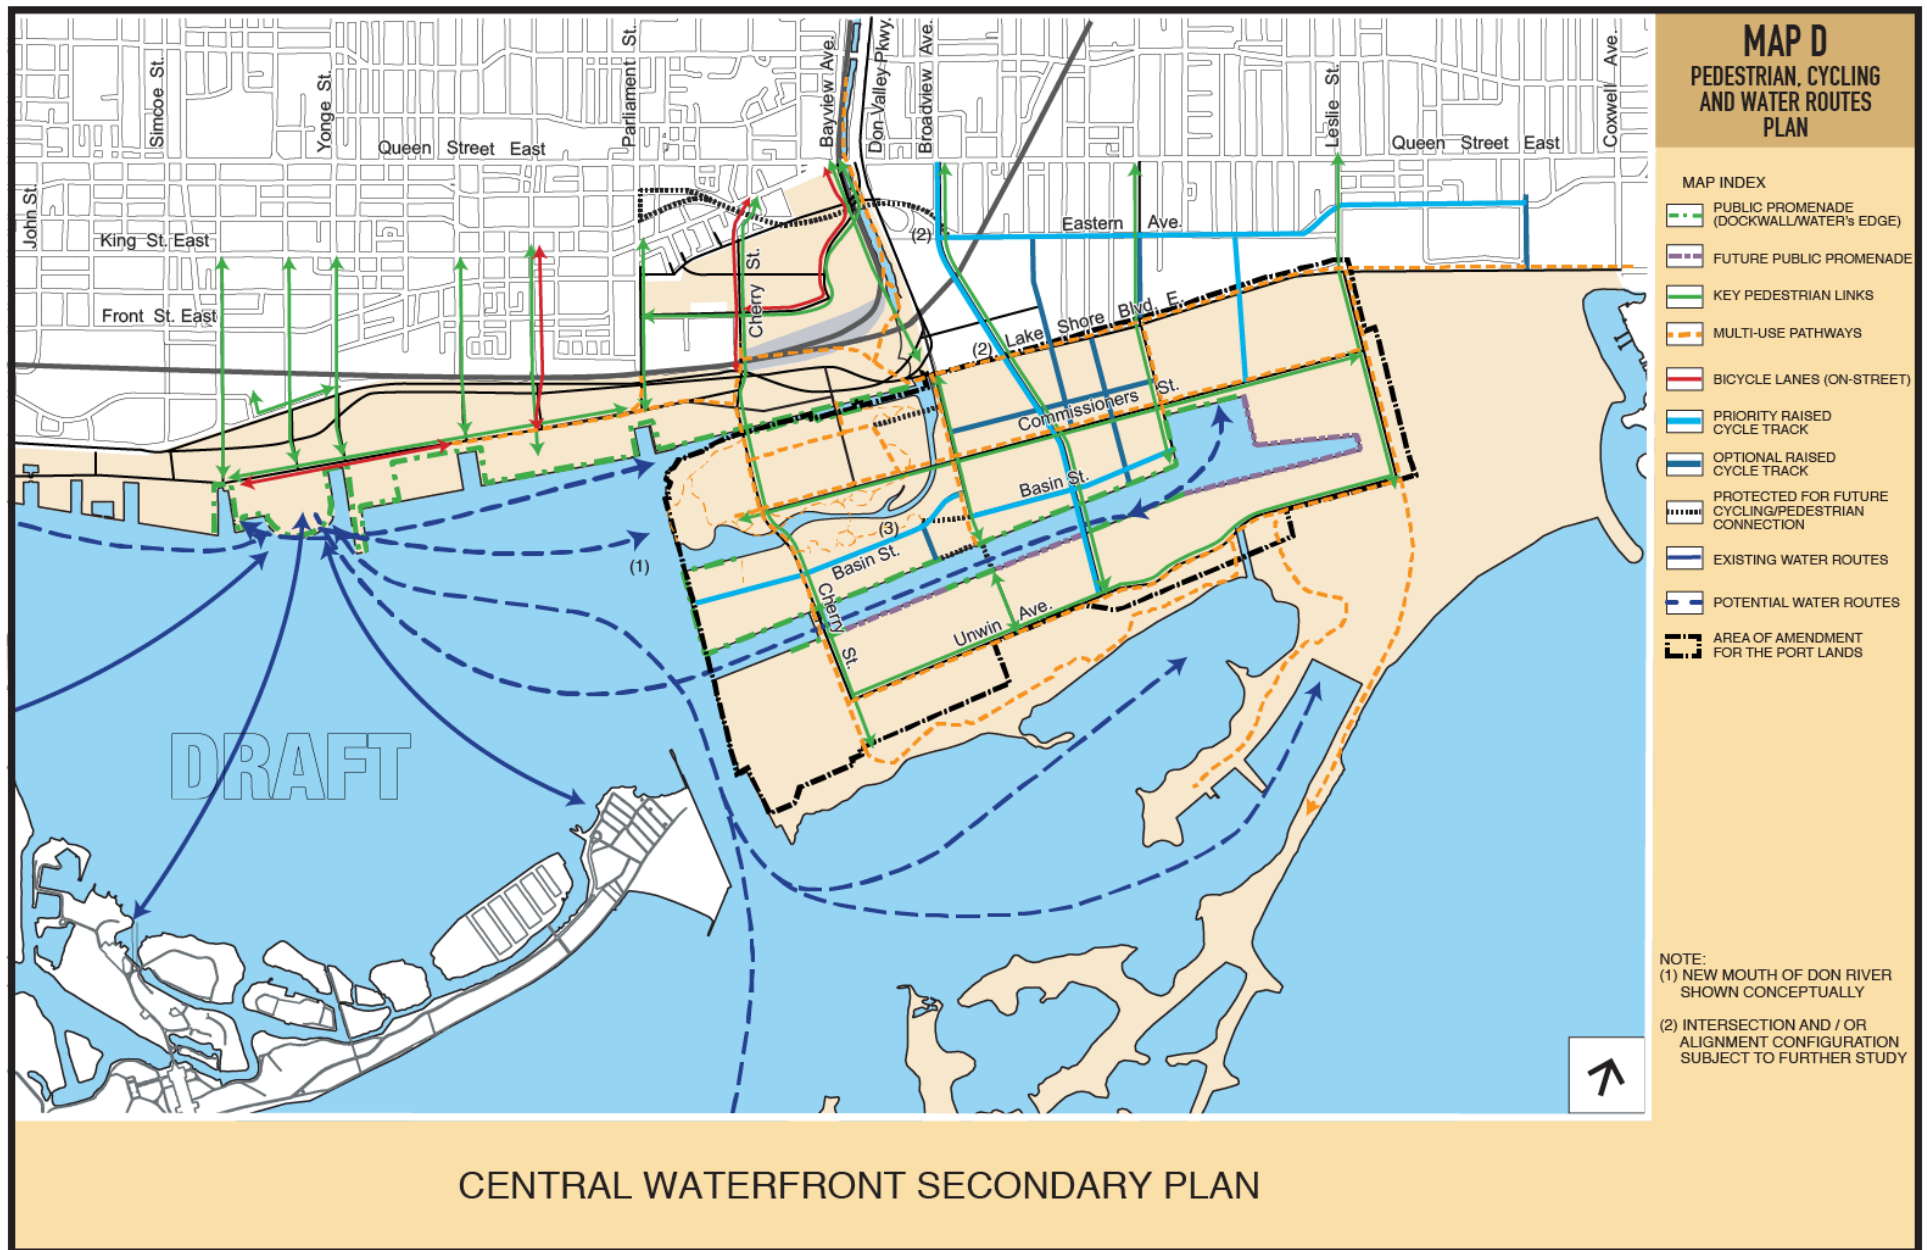 MAP D
PEDESTRIAN, CYCLING
AND WATER ROUTES
PLAN
MAP INDEX
PUBLIC PROMENADE
(DOCKWALL/WATER's EDGE)
FUTURE PUBLIC PROMENADE
KEY PEDESTRIAN LINKS
MULTI-USE PATHWAYS
BICYCLE LANES (ON-STREET)
PRIORITY RAISED
CYCLE TRACK
OPTIONAL RAISED
CYCLE TRACK
PROTECTED FOR FUTURE
CYCLING/PEDESTRIAN
CONNECTION
EXISTING WATER ROUTES
POTENTIAL WATER ROUTES
AREA OF AMENDMENT
FOR THE PORT LANDS
NOTE:
(1) NEW MOUTH OF DON RIVER
SHOWN CONCEPTUALLY
(2) INTERSECTION AND / OR
ALIGNMENT CONFIGURATION
SUBJECT TO FURTHER STUDY
John St.
Simcoe St.
Yonge St.
Parliament St.
Bayview Ave.
Don Valley Pkwy.
Broadview Ave.
Leslie St.
Coxwell Ave.
Queen Street East
Queen Street East
King St. East
Front St. East
Cherry St.
Eastern Ave.
(2)
(2)
Lake Shore Blvd. E.
Commissioners St.
Basin St.
(3)
Basin St.
(1)
Cherry St.
Unwin Ave.
DRAFT
CENTRAL WATERFRONT SECONDARY PLAN